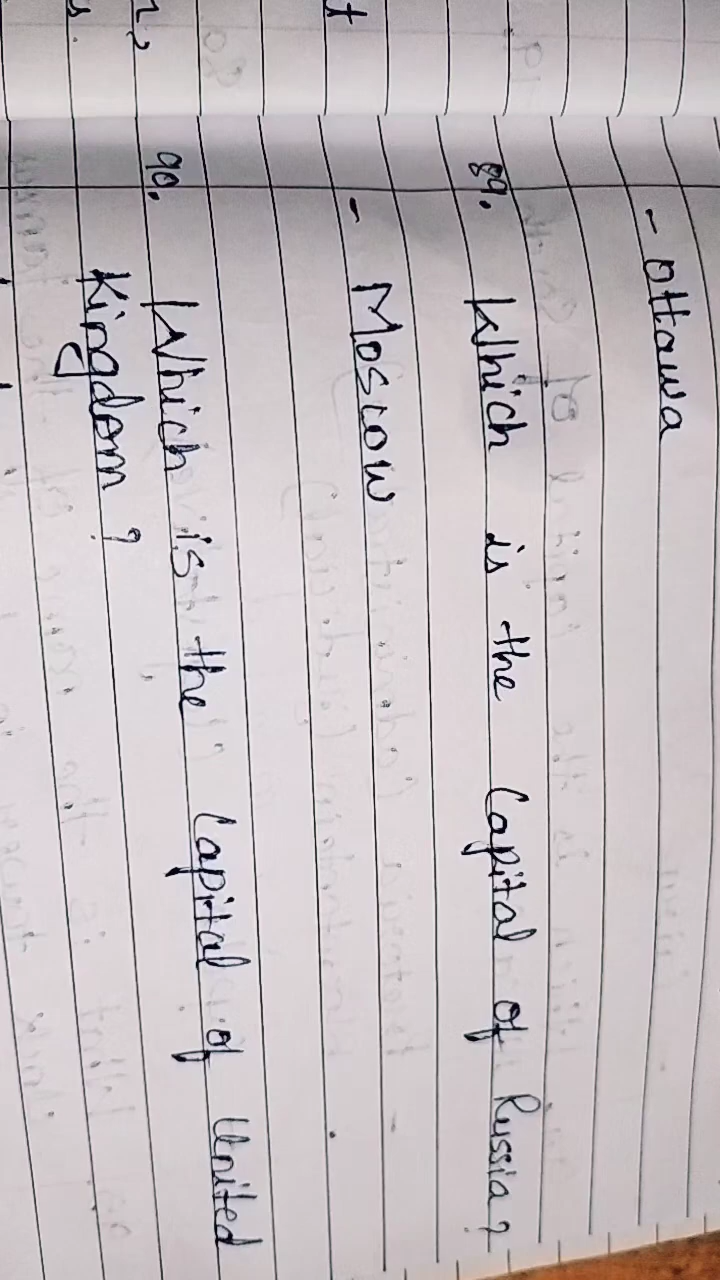 - Ottawa
89. Which is the Capital of Russia?
- Moscow
90. Which is the Capital of United
Kingdom?